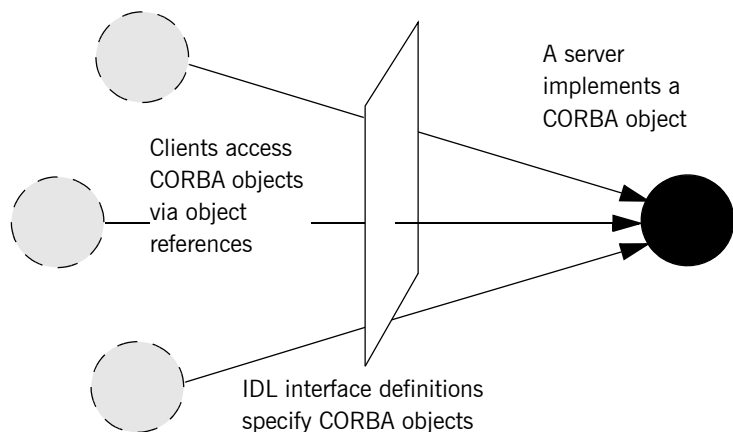 A server
implements a
CORBA object
Clients access
CORBA objects
via object
references
IDL interface definitions
specify CORBA objects